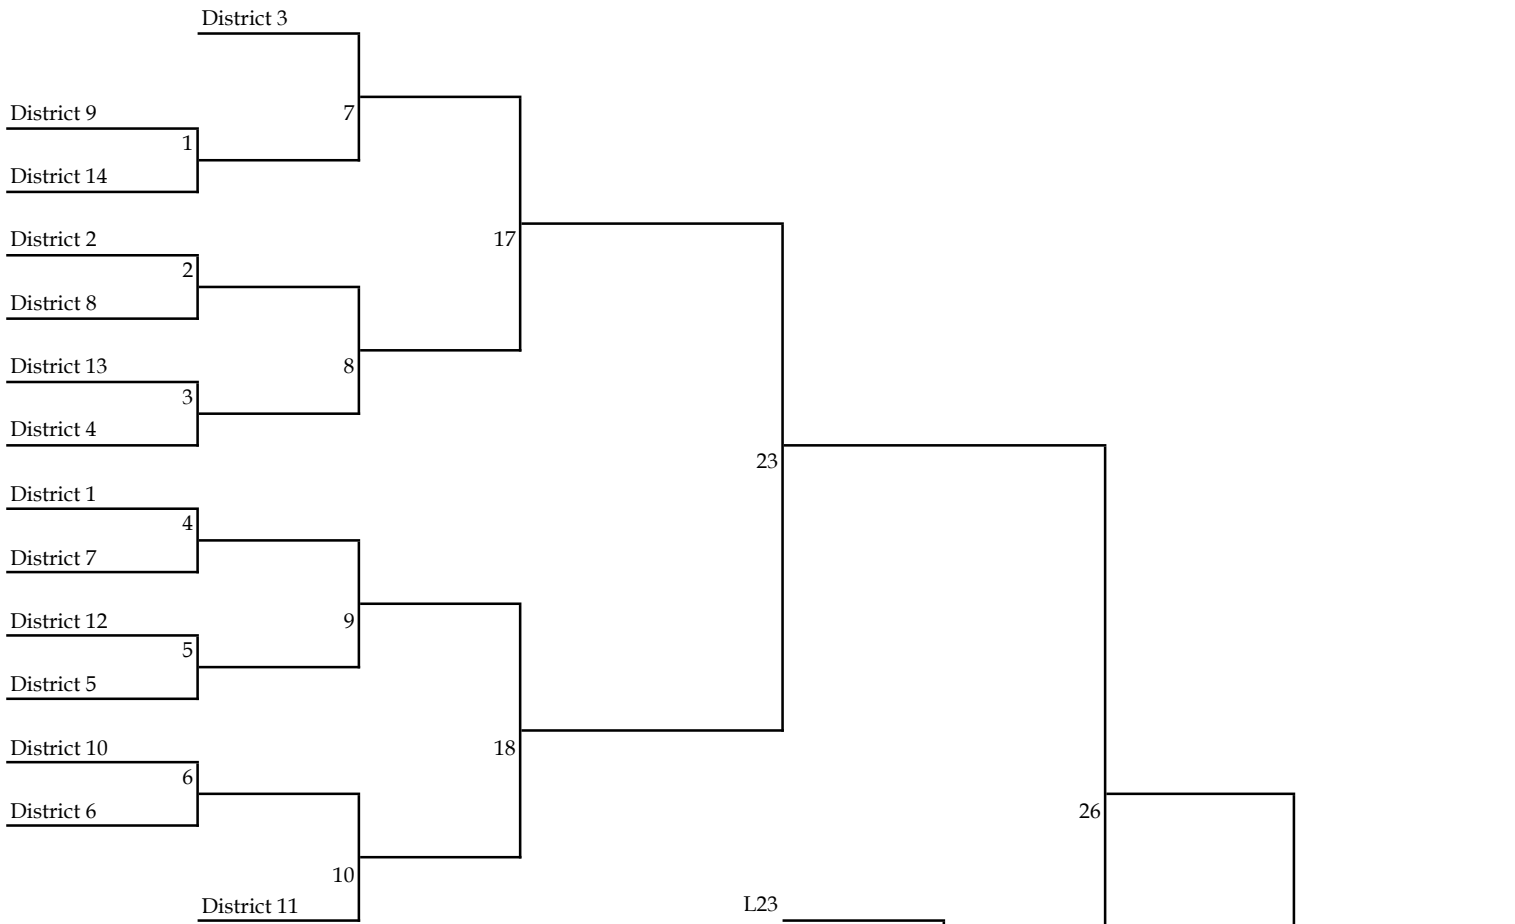 District 3
7
District 9
1
District 14
District 2
17
2
District 8
District 13
8
3
District 4
23
District 1
4
District 7
District 12
9
5
District 5
District 10
18
6
District 6
26
10
District 11
L23